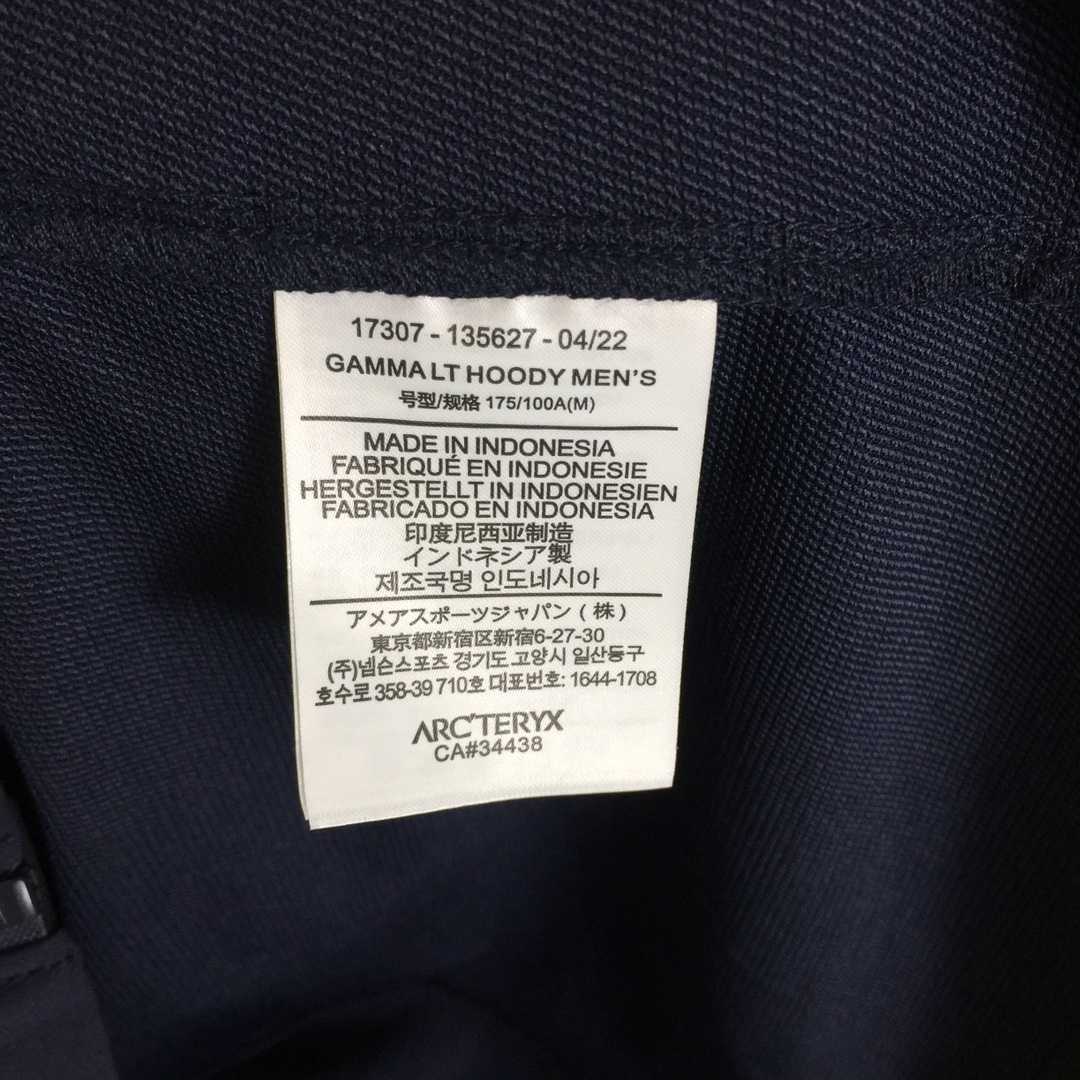 17307 - 135627 - 04/22
GAMMA LT HOODY MEN'S
号型/规格 175/100A(M)
MADE IN INDONESIA
FABRIQUÉ EN INDONESIE
HERGESTELLT IN INDONESIEN
FABRICADO EN INDONESIA
印度尼西亚制造
インドネシア製
제조국명 인도네시아
アメアスポーツジャパン ( 株 )
東京都新宿区新宿6-27-30
(주)넬슨스포츠 경기도 고양시 일산동구
호수로 358-39 710호 대표번호: 1644-1708
ARC'TERYX
CA#34438